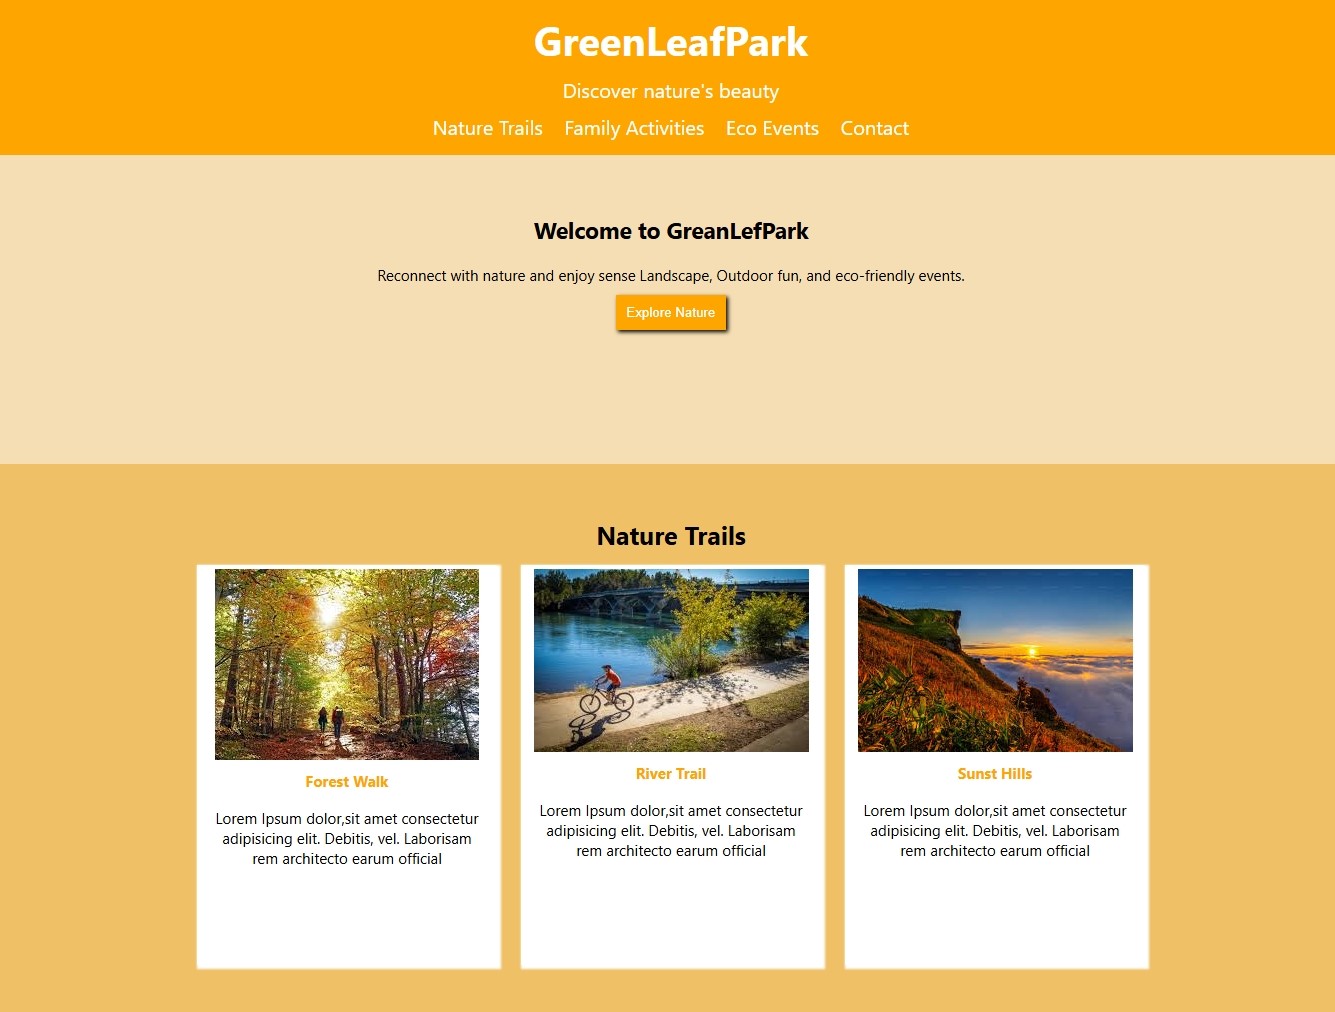 GreenLeafPark
Discover nature's beauty
Nature Trails Family Activities Eco Events Contact
Welcome to GreanLefPark
Reconnect with nature and enjoy sense Landscape, Outdoor fun, and eco-friendly events.
Explore Nature
Nature Trails
Forest Walk
Lorem Ipsum dolor,sit amet consectetur
adipisicing elit. Debitis, vel. Laborisam
rem architecto earum official
River Trail
Lorem Ipsum dolor,sit amet consectetur
adipisicing elit. Debitis, vel. Laborisam
rem architecto earum official
Sunst Hills
Lorem Ipsum dolor,sit amet consectetur
adipisicing elit. Debitis, vel. Laborisam
rem architecto earum official